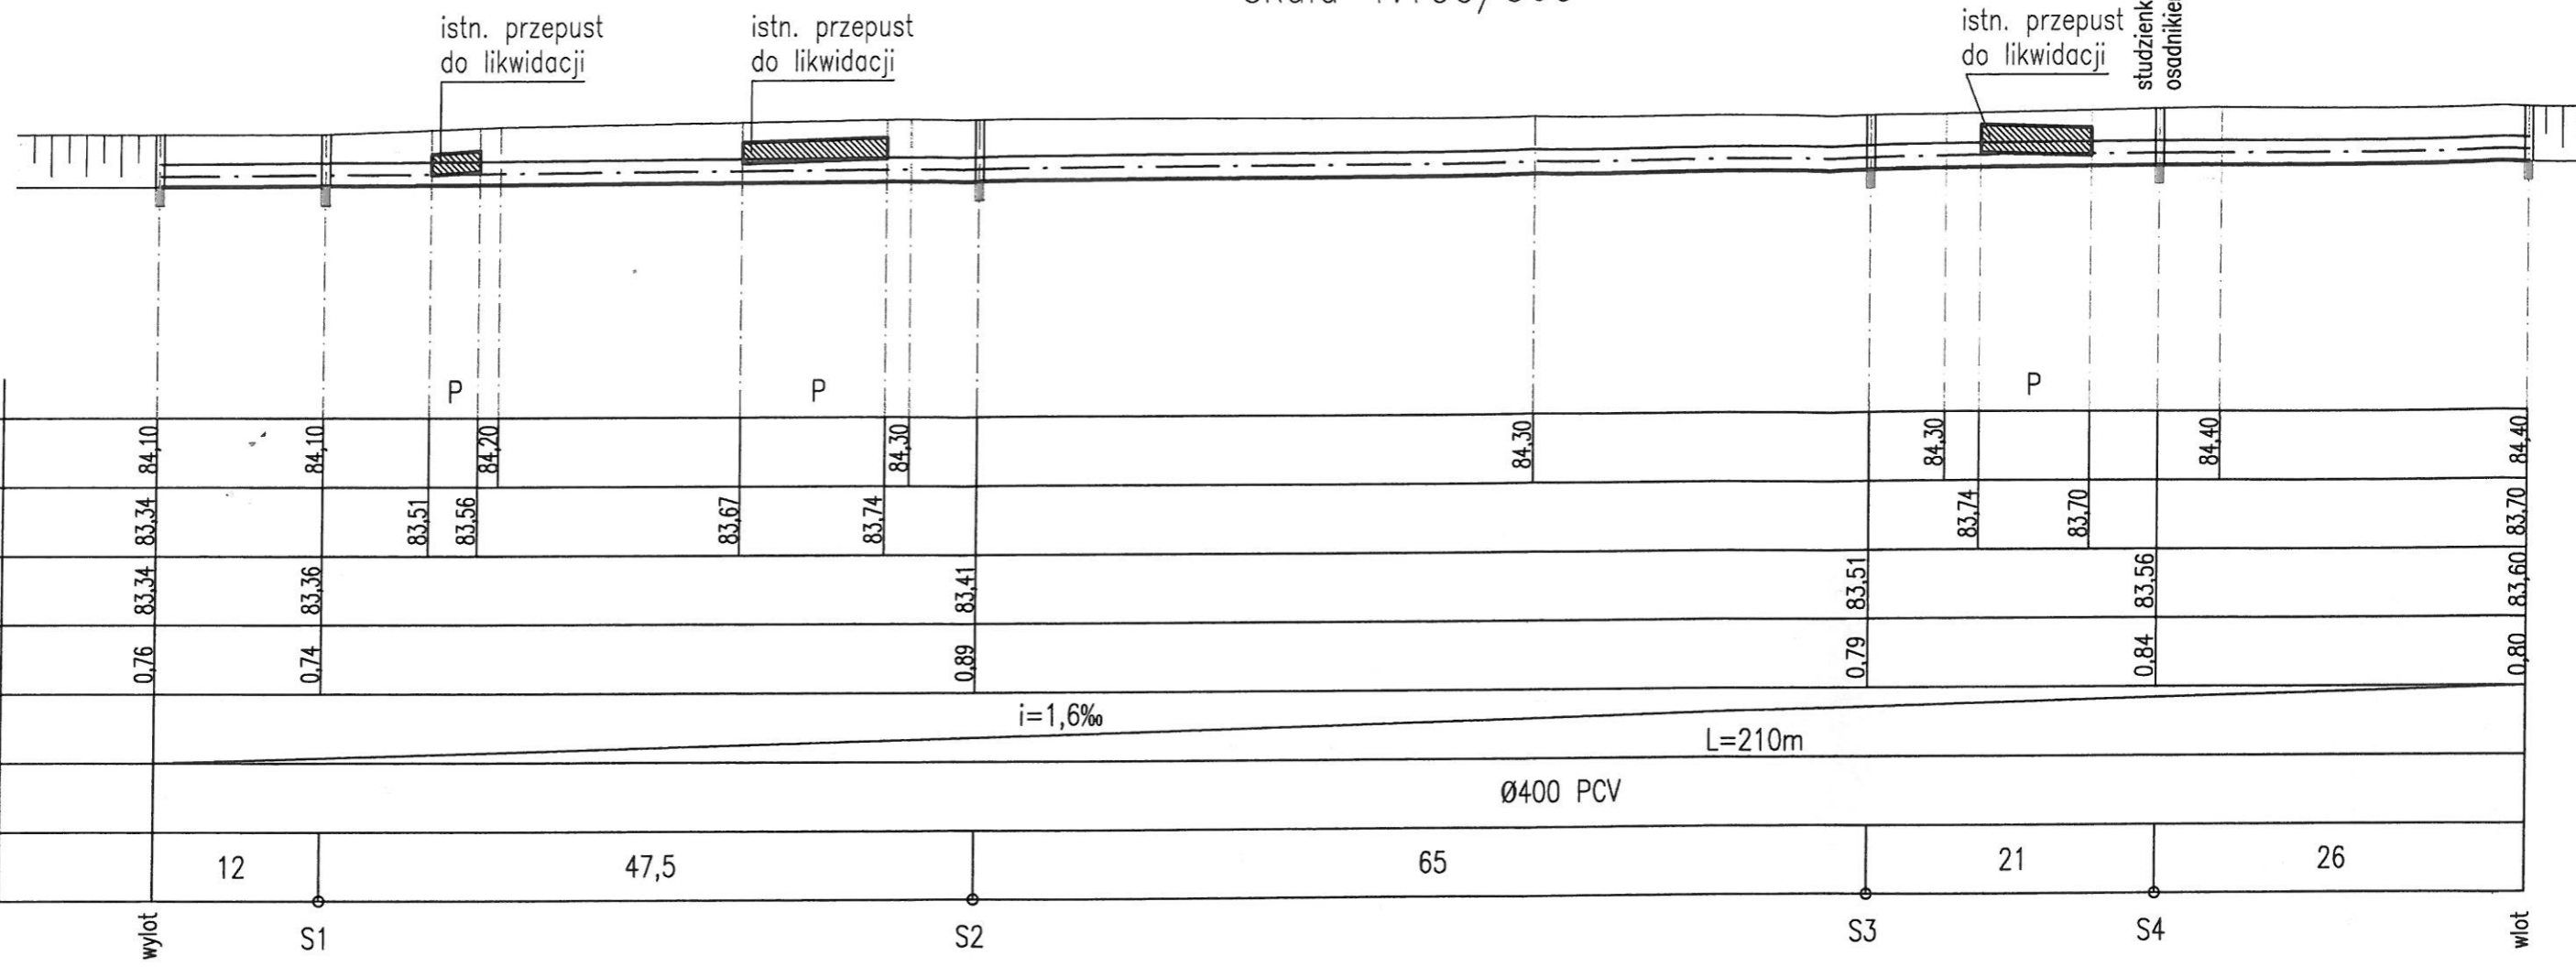 istn. przepust
do likwidacji
istn. przepust
do likwidacji
istn. przepust
do likwidacji
P
P
P
84,10
84,10
84,20
84,30
84,30
84,30
84,40
84,40
83,34
83,51
83,56
83,67
83,74
83,74
83,70
83,70
83,34
83,36
83,41
83,51
83,56
83,60
0,76
0,74
0,89
0,79
0,84
0,80
i=1,6‰
L=210m
Ø400 PCV
12
47,5
65
21
26
wylot
S1
S2
S3
S4
wlot